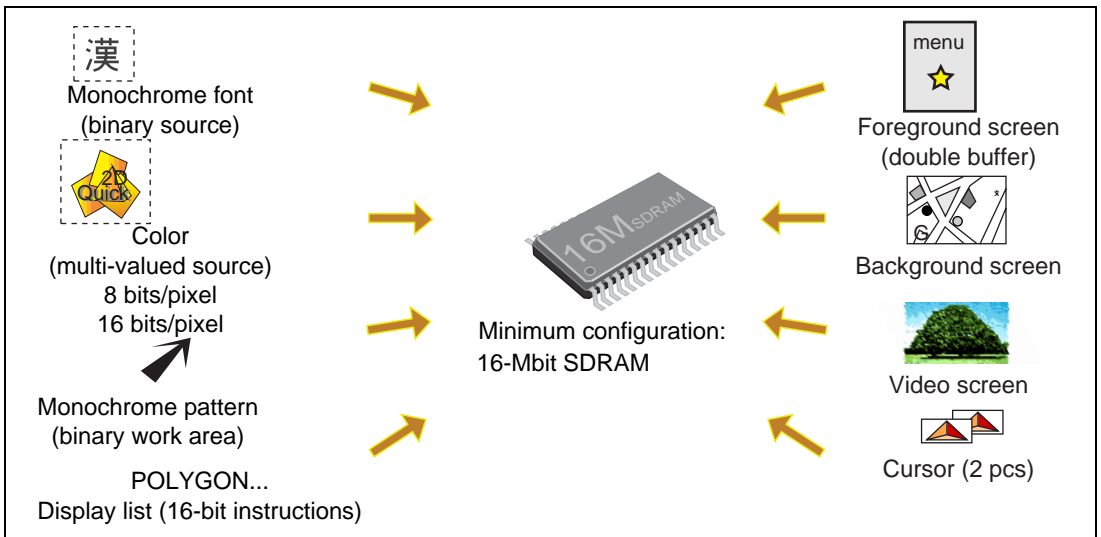 漢
Monochrome font
(binary source)
2D
Quick
Color
(multi-valued source)
8 bits/pixel
16 bits/pixel
Monochrome pattern
(binary work area)
POLYGON...
Display list (16-bit instructions)
16M SDRAM
Minimum configuration:
16-Mbit SDRAM
menu
Foreground screen
(double buffer)
G
Background screen
Video screen
Cursor (2 pcs)